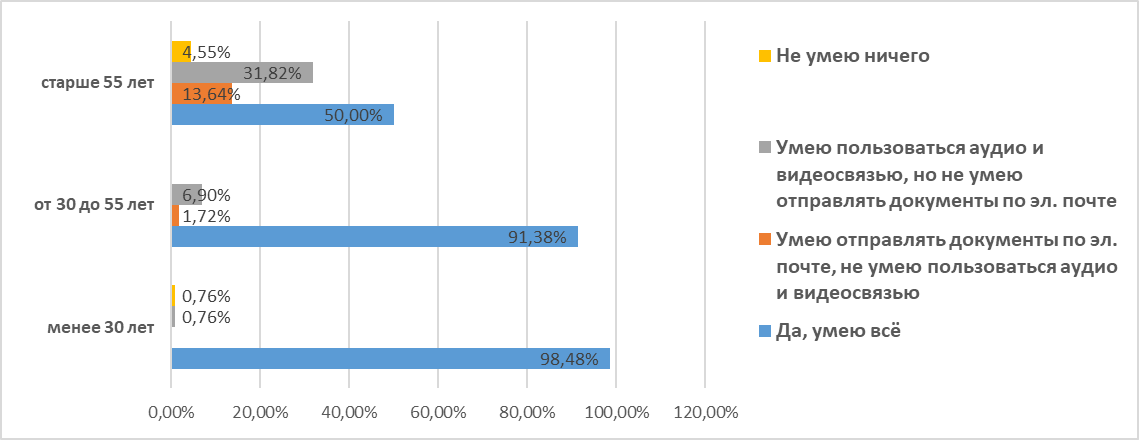 старше 55 лет
4,55%
31,82%
13,64%
50,00%
от 30 до 55 лет
6,90%
1,72%
91,38%
менее 30 лет
0,76%
0,76%
98,48%
0,00% 20,00% 40,00% 60,00% 80,00% 100,00% 120,00%
Не умею ничего
Умею пользоваться аудио и
видеосвязью, но не умею
отправлять документы по эл. почте
Умею отправлять документы по эл.
почте, не умею пользоваться аудио
и видеосвязью
Да, умею всё